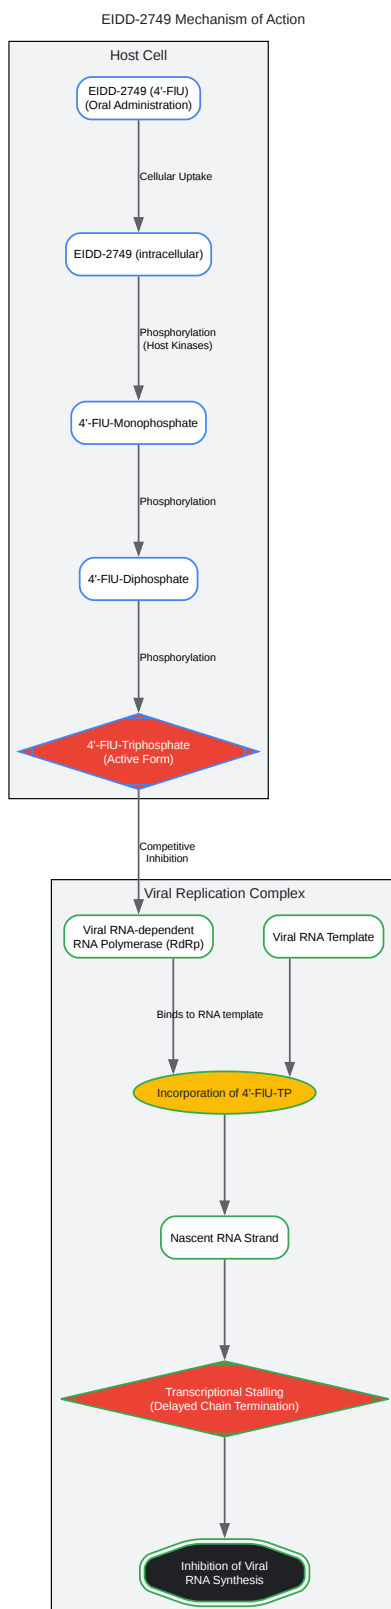 EIDD-2749 Mechanism of Action
Host Cell
EIDD-2749 (4'-FlU)
(Oral Administration)
Cellular Uptake
EIDD-2749 (intracellular)
Phosphorylation
(Host Kinases)
4'-FlU-Monophosphate
Phosphorylation
4'-FlU-Diphosphate
Phosphorylation
4'-FlU-Triphosphate
(Active Form)
Competitive
Inhibition
Viral Replication Complex
Viral RNA-dependent
RNA Polymerase (RdRp)
Viral RNA Template
Binds to RNA template
Incorporation of 4'-FlU-TP
Nascent RNA Strand
Transcriptional Stalling
(Delayed Chain Termination)
Inhibition of Viral
RNA Synthesis